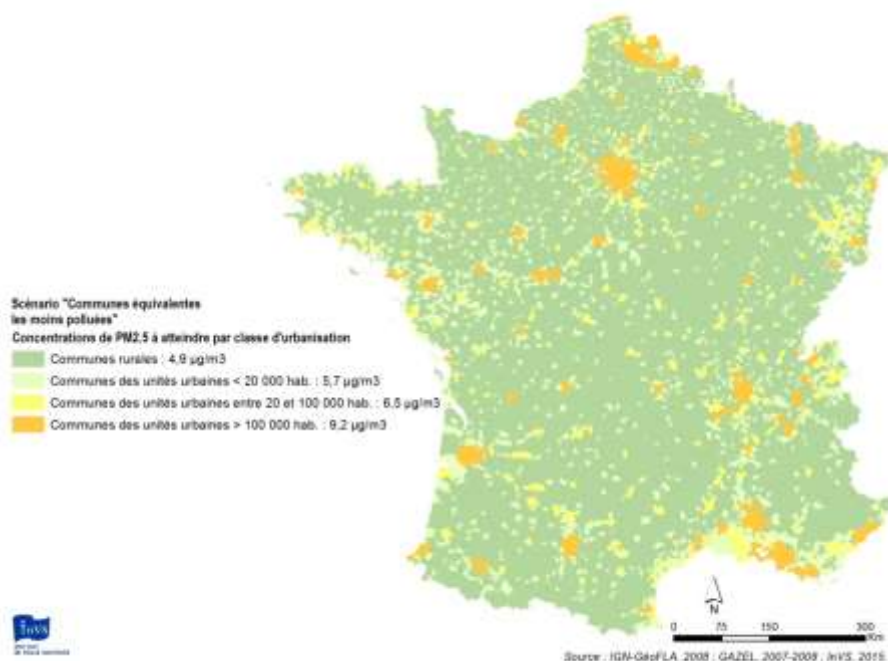 Scénario "Communes équivalentes
les moins polluées"
Concentrations de PM2,5 à atteindre par classe d'urbanisation
Communes rurales : 4,9 µg/m3
Communes des unités urbaines < 20 000 hab. : 5,7 µg/m3
Communes des unités urbaines entre 20 et 100 000 hab. : 6,5 µg/m3
Communes des unités urbaines > 100 000 hab. : 9,2 µg/m3
N
0 75 150 300
Km
InVS
Source : IGN-GéoFLA, 2008 ; GAZEL, 2007-2008 ; InVS, 2015